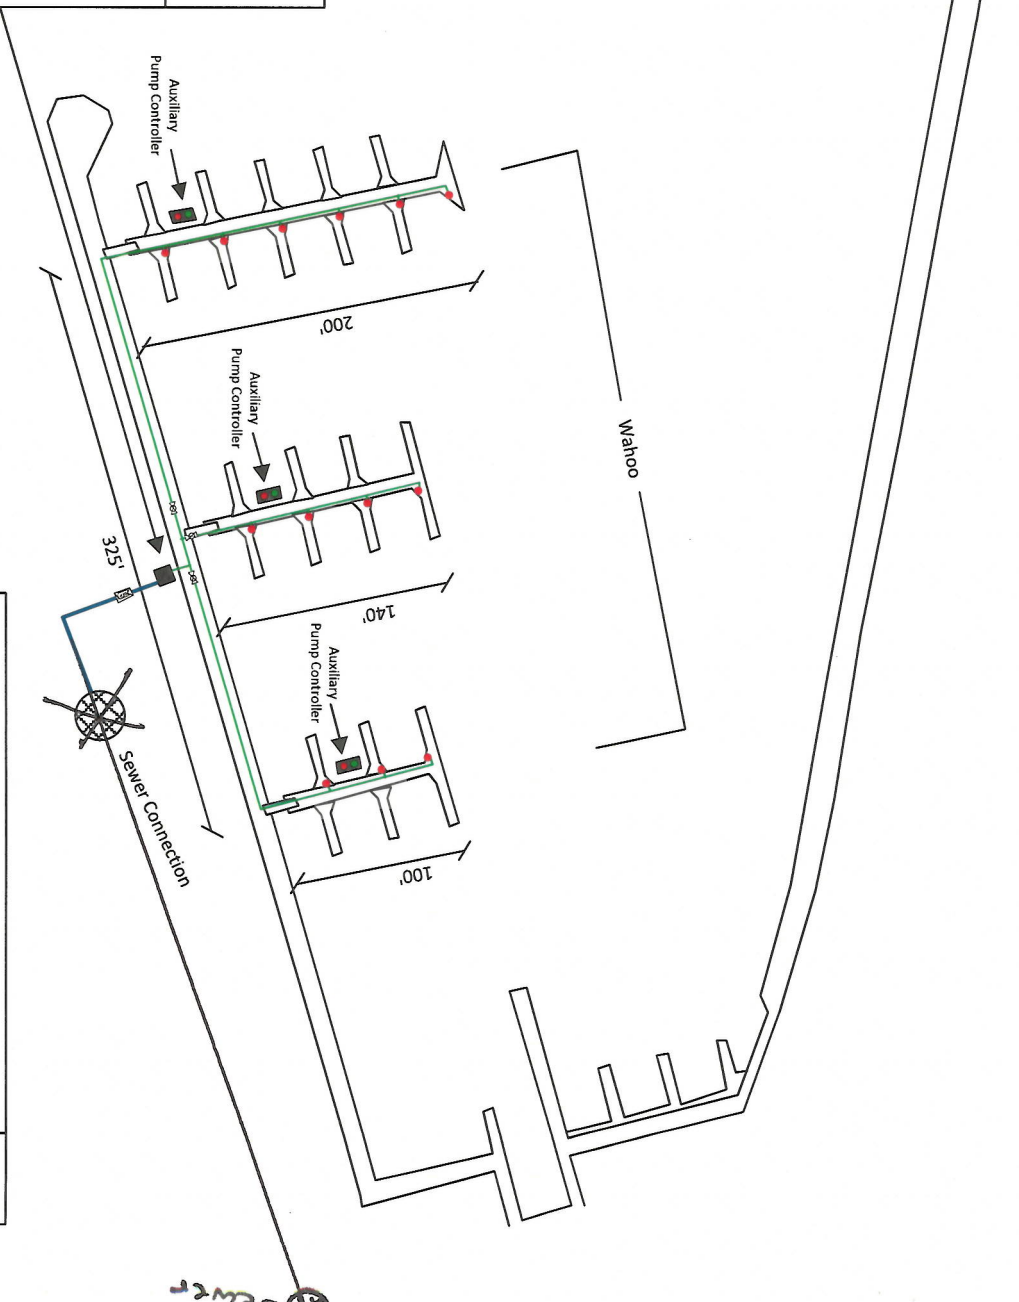 Auxiliary
Pump Controller
200'
Wahoo
Auxiliary
Pump Controller
325'
140'
Auxiliary
Pump Controller
Sewer Connection
100'